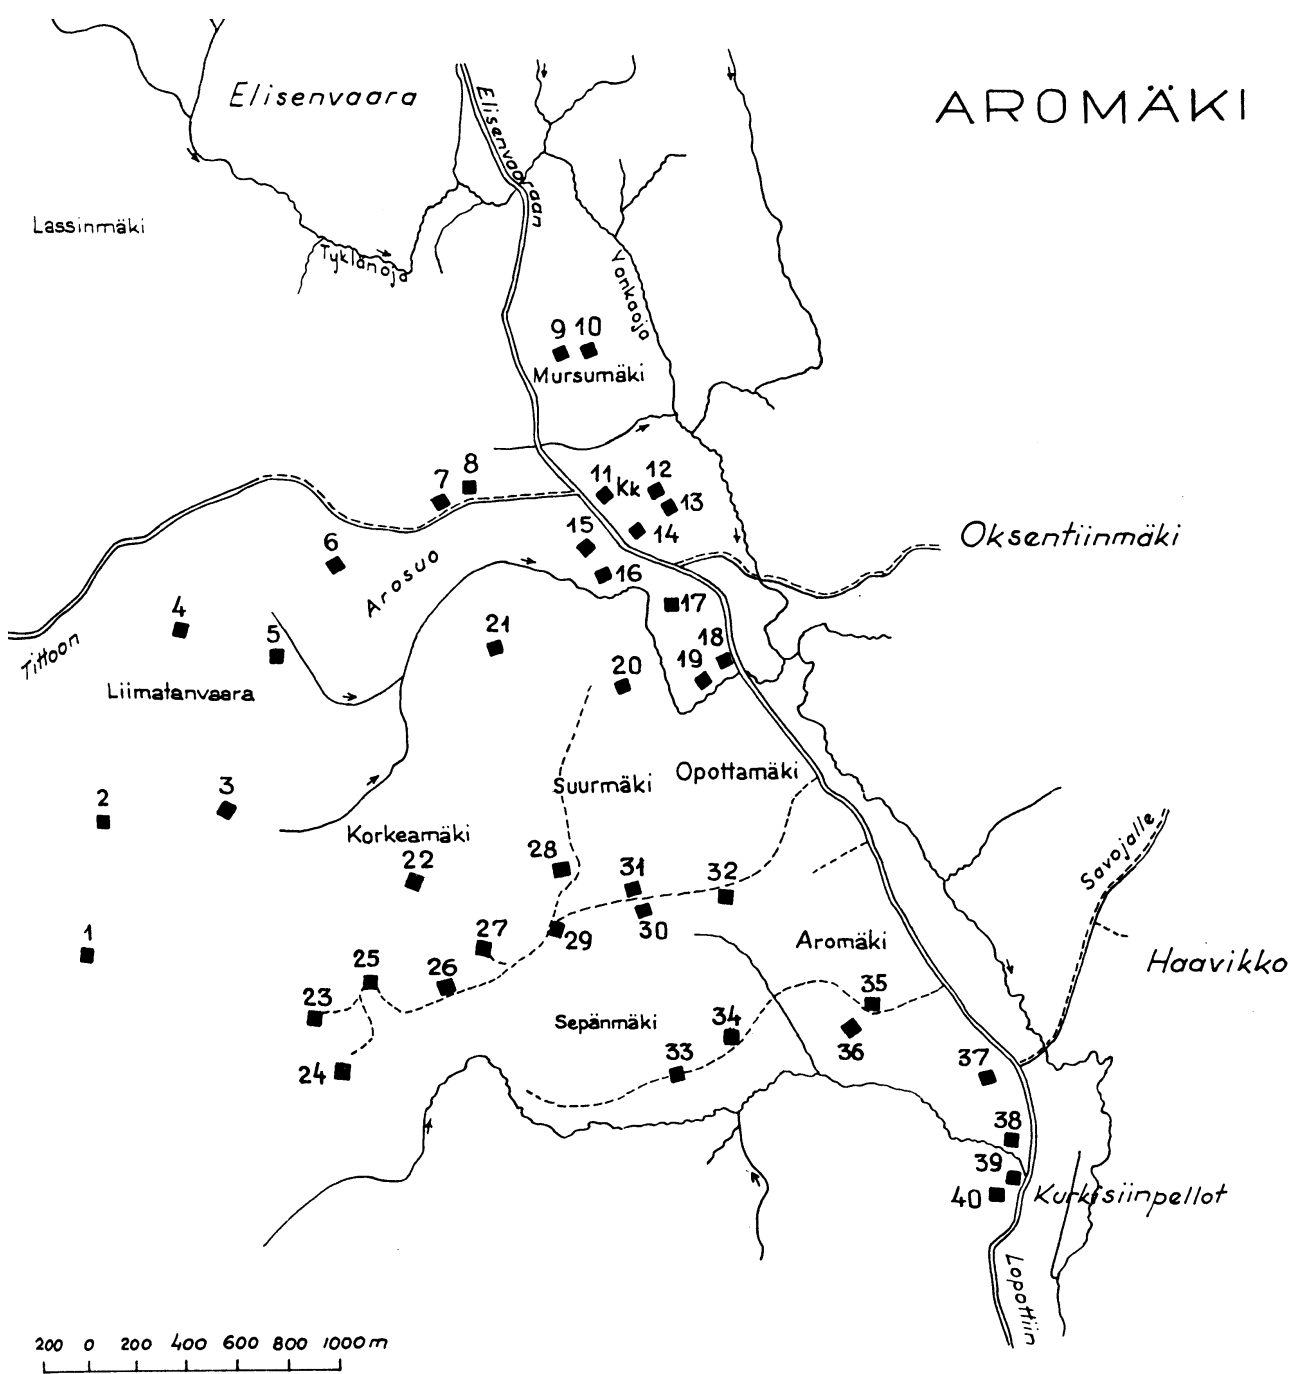 AROMÄKI
Elisenvaara
Elisenvaaraan
Lassinmäki
Tyklänoja
Vonkaoja
9 10
Mursumäki
7 8
11 Kk 12
13
14
15
16
6
Arosuo
Oksentiinmäki
4
5
17
18
19
20
21
Tittoon
Liimatanvaara
Suurmäki
Opottamäki
2
3
Korkeamäki
22
28
31
32
30
29
Savojalle
1
27
26
25
23
24
Aromäki
Haavikko
Sepänmäki
34
33
35
36
37
38
39
40
Kurkisiinpellot
Lopottiin
200 0 200 400 600 800 1000 m